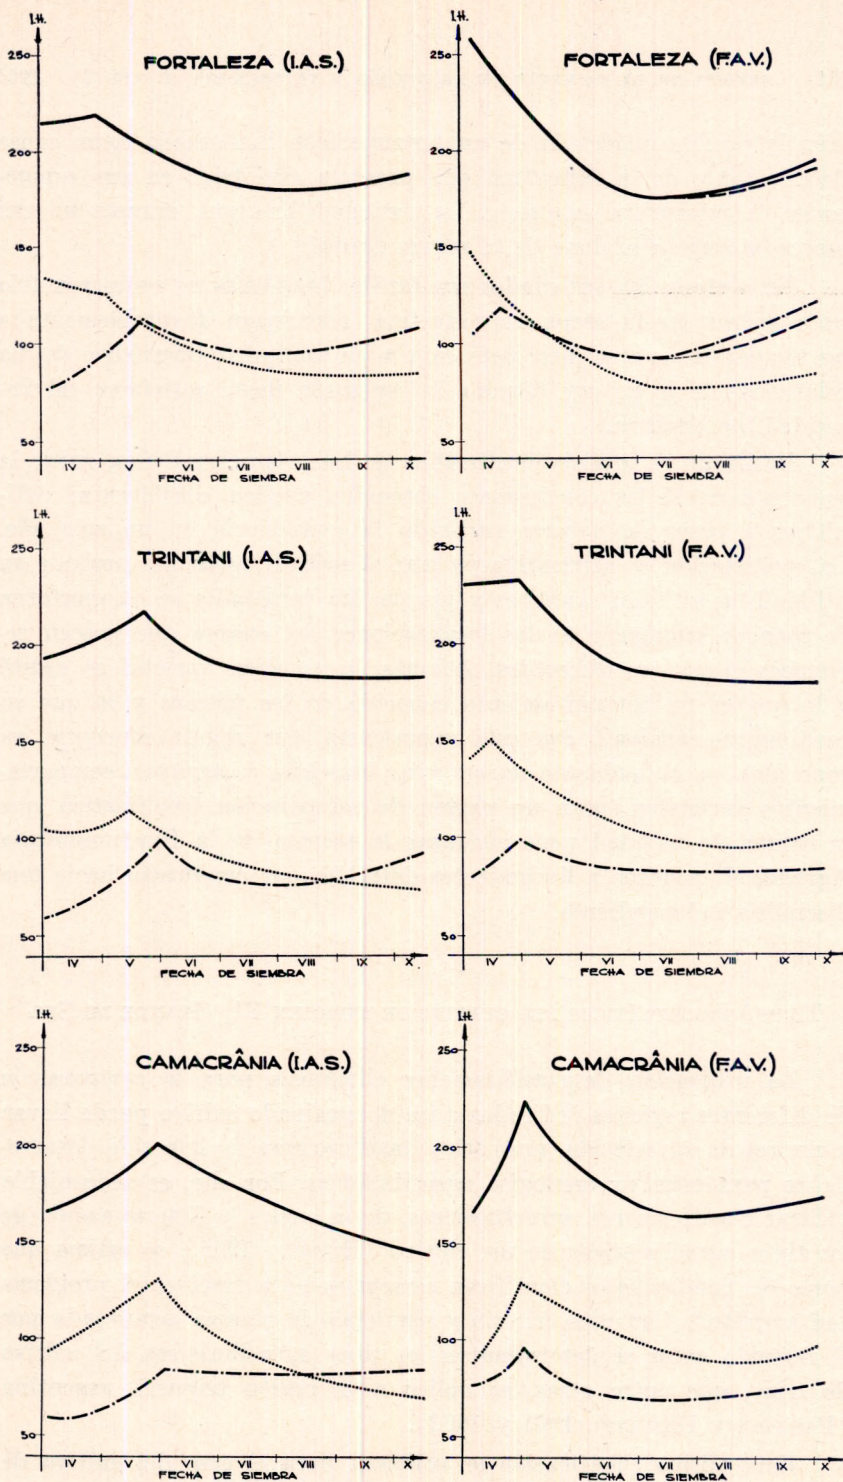 I.H.
FORTALEZA (I.A.S.)
250
200
150
100
50
IV V VI VII VIII IX X
FECHA DE SIEMBRA
I.H.
FORTALEZA (F.A.V.)
250
200
150
100
50
IV V VI VII VIII IX X
FECHA DE SIEMBRA
I.H.
TRINTANI (I.A.S.)
250
200
150
100
50
IV V VI VII VIII IX X
FECHA DE SIEMBRA
I.H.
TRINTANI (F.A.V.)
250
200
150
100
50
IV V VI VII VIII IX X
FECHA DE SIEMBRA
I.H.
CAMACRÂNIA (I.A.S.)
250
200
150
100
50
IV V VI VII VIII IX X
FECHA DE SIEMBRA
I.H.
CAMACRÂNIA (F.A.V.)
250
200
150
100
50
IV V VI VII VIII IX X
FECHA DE SIEMBRA